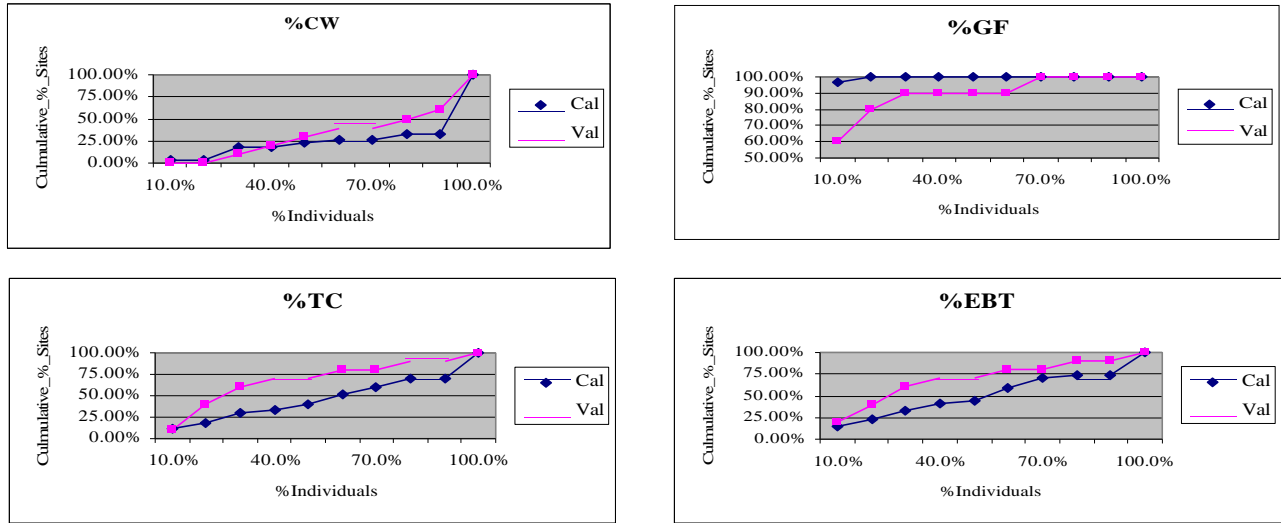 %CW
Culmulative_%_Sites
100.00%
75.00%
50.00%
25.00%
0.00%
10.0% 40.0% 70.0% 100.0%
%Individuals
Cal
Val
%GF
Culmulative_%_Sites
100.00%
90.00%
80.00%
70.00%
60.00%
50.00%
10.0% 40.0% 70.0% 100.0%
%Individuals
Cal
Val
%TC
Culmulative_%_Sites
100.00%
75.00%
50.00%
25.00%
0.00%
10.0% 40.0% 70.0% 100.0%
%Individuals
Cal
Val
%EBT
Culmulative_%_Sites
100.00%
75.00%
50.00%
25.00%
0.00%
10.0% 40.0% 70.0% 100.0%
%Individuals
Cal
Val